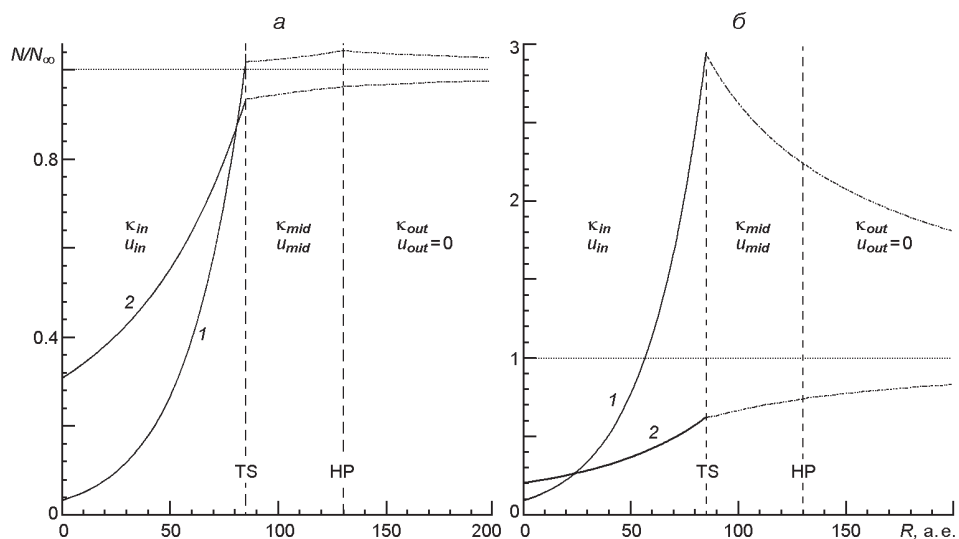 а
N/N∞
0.8
0.4
0
κin
uin
κmid
umid
κout
uout=0
2
1
TS
HP
0
50
100
150
200
б
3
2
1
0
κin
uin
κmid
umid
κout
uout=0
1
2
TS
HP
0
50
100
150
R, а.е.